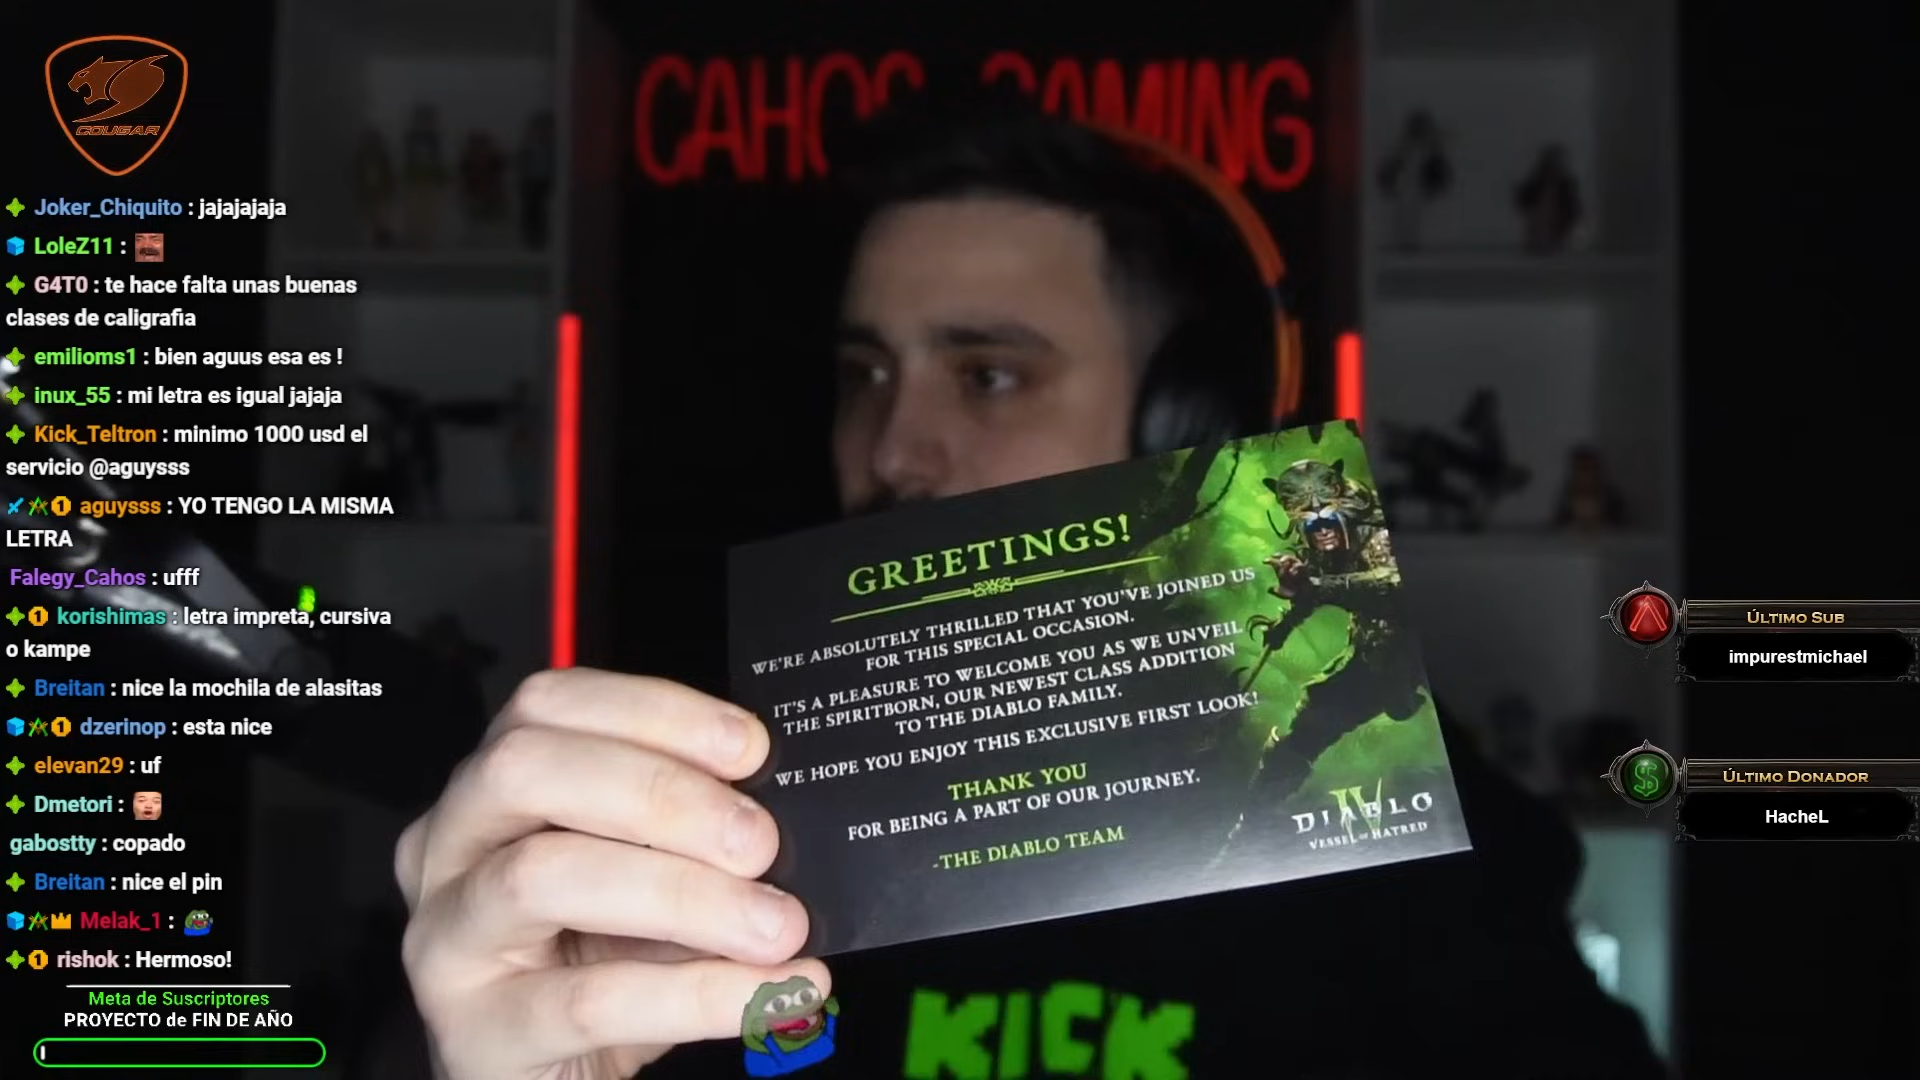 COUGAR
CAHOS GAMING
Joker_Chiquito : jajajajaja
LoleZ11 :
G4T0 : te hace falta unas buenas
clases de caligrafia
emilioms1 : bien aguus esa es !
inux_55 : mi letra es igual jajaja
Kick_Teltron : minimo 1000 usd el
servicio @aguysss
aguysss : YO TENGO LA MISMA
LETRA
Falegy_Cahos : ufff
korishimas : letra impreta, cursiva
o kampe
Breitan : nice la mochila de alasitas
dzerinop : esta nice
elevan29 : uf
Dmetori :
gabostty : copado
Breitan : nice el pin
Melak_1 :
rishok : Hermoso!
Meta de Suscriptores
PROYECTO de FIN DE AÑO
GREETINGS!
WE'RE ABSOLUTELY THRILLED THAT YOU'VE JOINED US
FOR THIS SPECIAL OCCASION.
IT'S A PLEASURE TO WELCOME YOU AS WE UNVEIL
THE SPIRITBORN, OUR NEWEST CLASS ADDITION
TO THE DIABLO FAMILY.
WE HOPE YOU ENJOY THIS EXCLUSIVE FIRST LOOK!
THANK YOU
FOR BEING A PART OF OUR JOURNEY.
-THE DIABLO TEAM
DIABLO
IV
VESSEL of HATRED
KICK
ÚLTIMO SUB
impurestmichael
ÚLTIMO DONADOR
HacheL